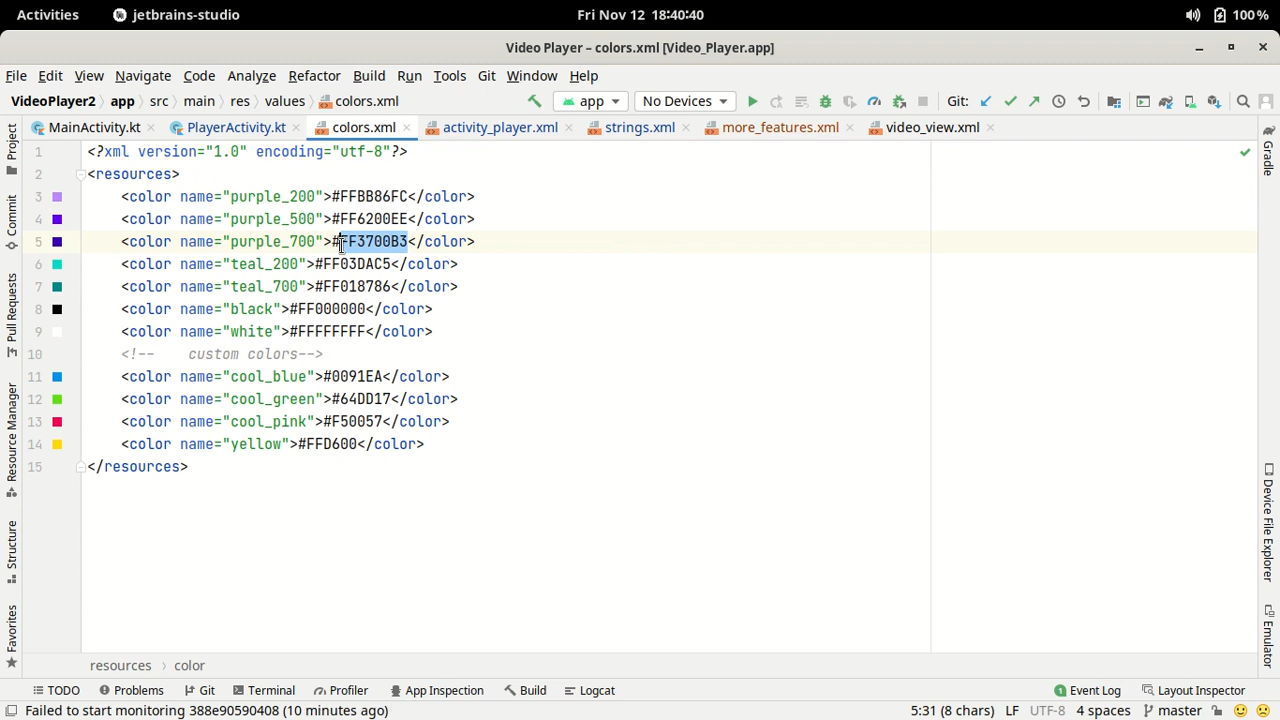 Activities jetbrains-studio Fri Nov 12 18:40:40 100%
Video Player – colors.xml [Video_Player.app]
File Edit View Navigate Code Analyze Refactor Build Run Tools Git Window Help
VideoPlayer2 app src main res values colors.xml app No Devices Git:
MainActivity.kt PlayerActivity.kt colors.xml activity_player.xml strings.xml more_features.xml video_view.xml
1 <?xml version="1.0" encoding="utf-8"?>
2 <resources>
3 <color name="purple_200">#FFBB86FC</color>
4 <color name="purple_500">#FF6200EE</color>
5 <color name="purple_700">#FF3700B3</color>
6 <color name="teal_200">#FF03DAC5</color>
7 <color name="teal_700">#FF018786</color>
8 <color name="black">#FF000000</color>
9 <color name="white">#FFFFFFFF</color>
10 <!-- custom colors-->
11 <color name="cool_blue">#0091EA</color>
12 <color name="cool_green">#64DD17</color>
13 <color name="cool_pink">#F50057</color>
14 <color name="yellow">#FFD600</color>
15 </resources>
Project
Commit
Pull Requests
Resource Manager
Structure
Favorites
Gradle
Device File Explorer
Emulator
resources color
TODO Problems Git Terminal Profiler App Inspection Build Logcat 1 Event Log Layout Inspector
Failed to start monitoring 388e90590408 (10 minutes ago) 5:31 (8 chars) LF UTF-8 4 spaces master